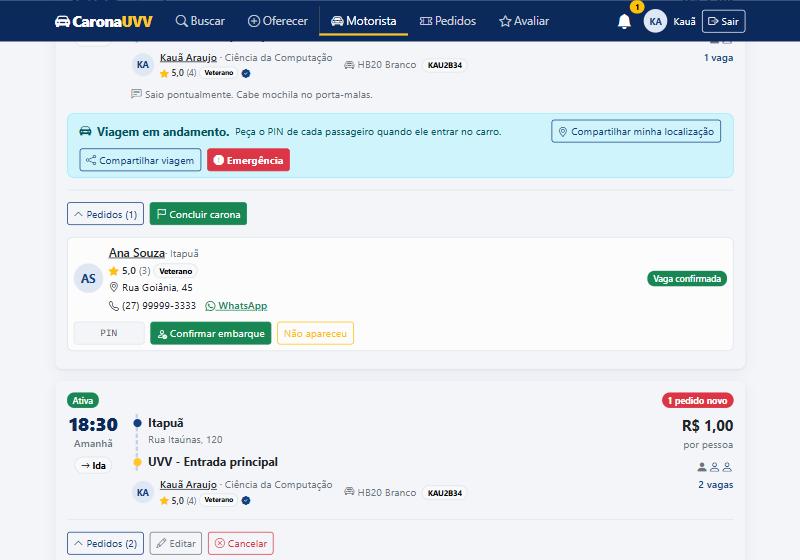 CaronaUVV
Buscar
Oferecer
Motorista
Pedidos
Avaliar
1
KA
Kauã
Sair
KA
Kauã Araujo · Ciência da Computação
5,0 (4) Veterano
HB20 Branco KAU2B34
1 vaga
Saio pontualmente. Cabe mochila no porta-malas.
Viagem em andamento. Peça o PIN de cada passageiro quando ele entrar no carro.
Compartilhar minha localização
Compartilhar viagem
Emergência
Pedidos (1)
Concluir carona
AS
Ana Souza · Itapuã
5,0 (3) Veterano
Rua Goiânia, 45
(27) 99999-3333 WhatsApp
Vaga confirmada
PIN
Confirmar embarque
Não apareceu
Ativa
1 pedido novo
18:30
Amanhã
→ Ida
Itapuã
Rua Itaúnas, 120
UVV - Entrada principal
KA
Kauã Araujo · Ciência da Computação
5,0 (4) Veterano
HB20 Branco KAU2B34
R$ 1,00
por pessoa
2 vagas
Pedidos (2)
Editar
Cancelar